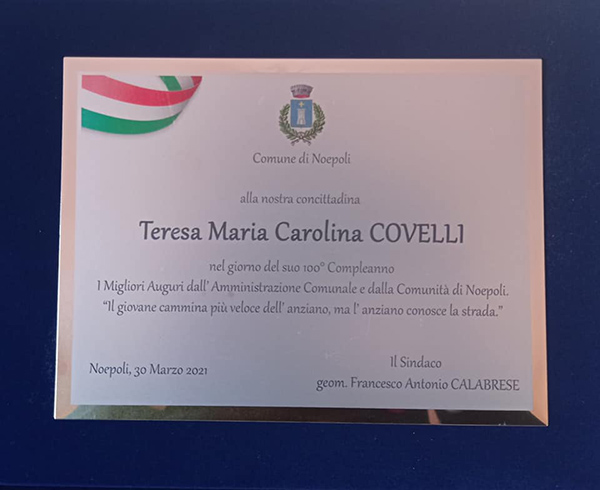 Comune di Noepoli
alla nostra concittadina
Teresa Maria Carolina COVELLI
nel giorno del suo 100° Compleanno
I Migliori Auguri dall' Amministrazione Comunale e dalla Comunità di Noepoli.
“Il giovane cammina più veloce dell' anziano, ma l' anziano conosce la strada.”
Noepoli, 30 Marzo 2021
Il Sindaco
geom. Francesco Antonio CALABRESE